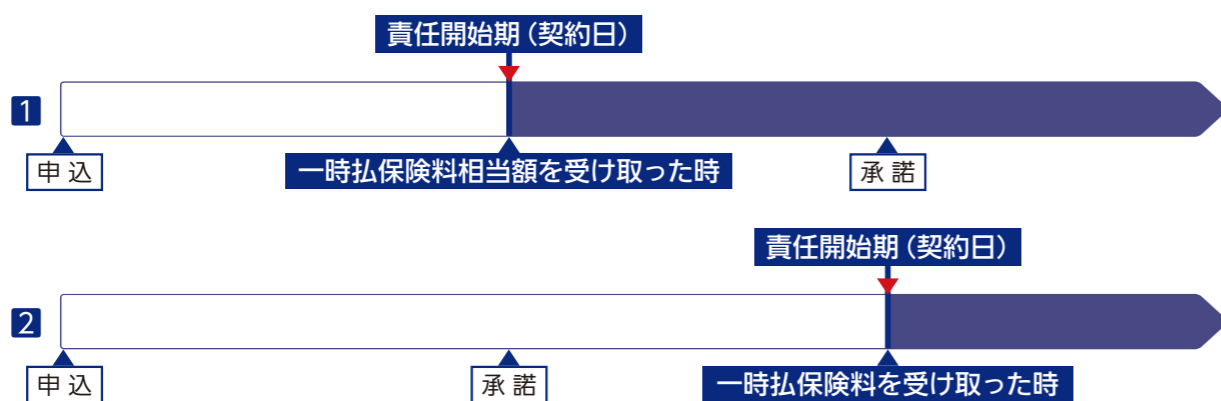 責任開始期（契約日）
1
申込
一時払保険料相当額を受け取った時
承諾
責任開始期（契約日）
2
申込
承諾
一時払保険料を受け取った時